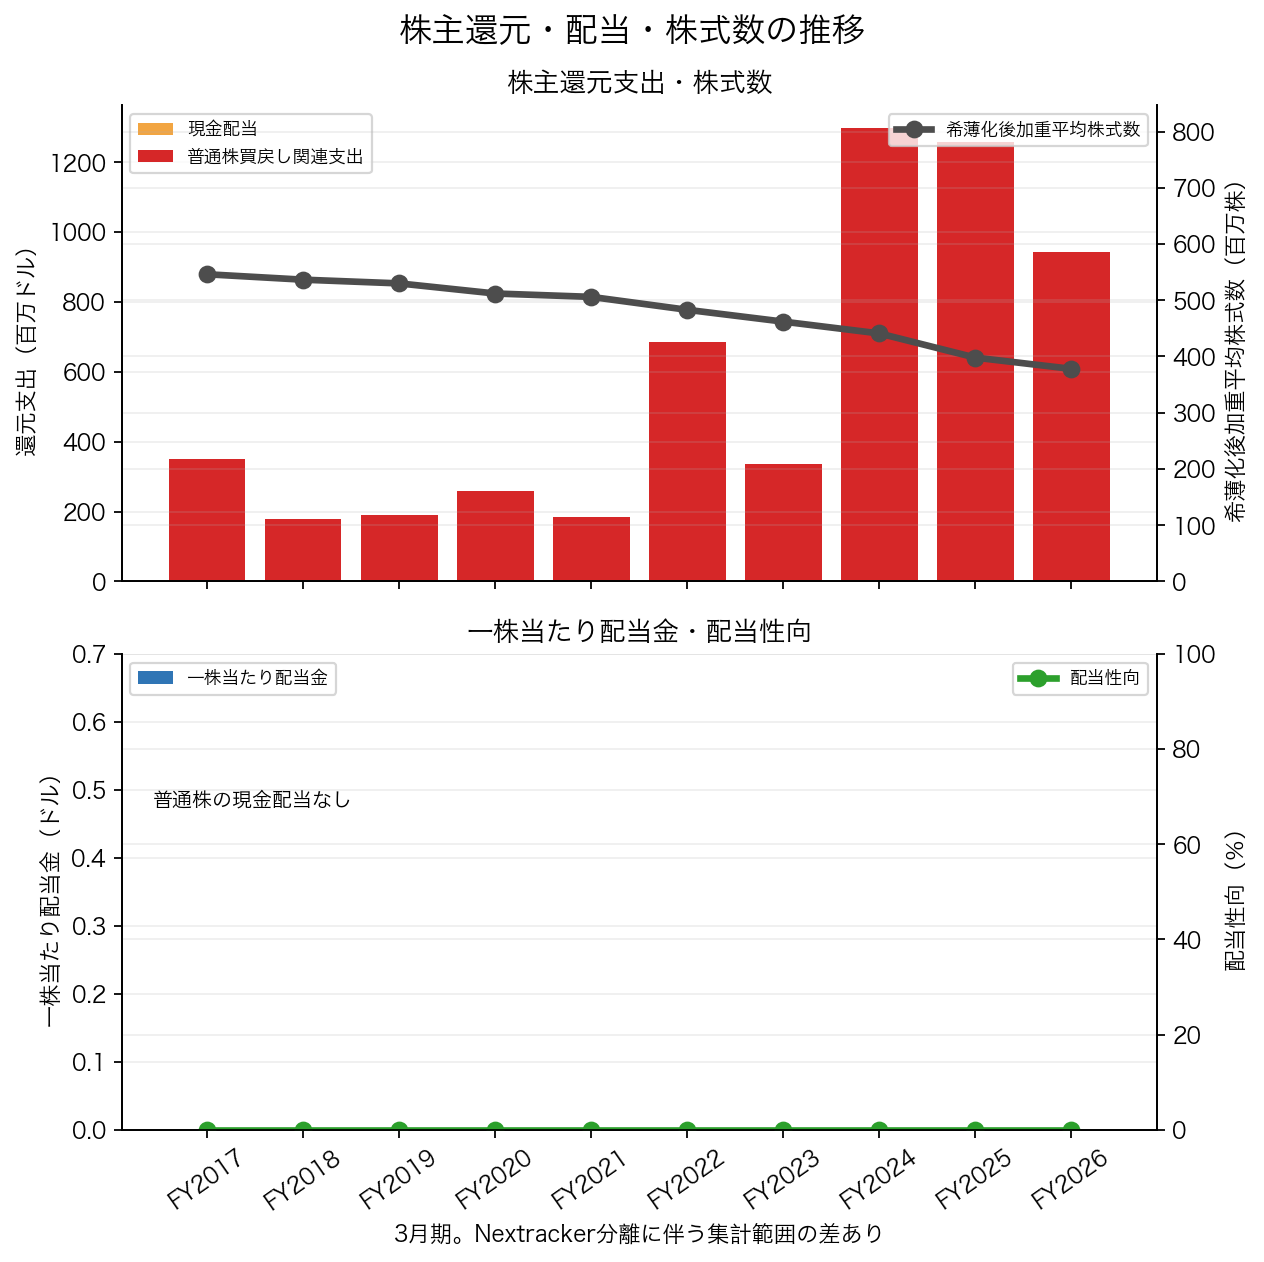 株主還元・配当・株式数の推移
株主還元支出・株式数
現金配当
普通株買戻し関連支出
希薄化後加重平均株式数
還元支出（百万ドル）
1200
1000
800
600
400
200
0
800
700
600
500
400
300
200
100
0
希薄化後加重平均株式数（百万株）
一株当たり配当金・配当性向
一株当たり配当金
配当性向
普通株の現金配当なし
一株当たり配当金（ドル）
0.7
0.6
0.5
0.4
0.3
0.2
0.1
0.0
100
80
60
40
20
0
配当性向（％）
FY2017 FY2018 FY2019 FY2020 FY2021 FY2022 FY2023 FY2024 FY2025 FY2026
3月期。Nextracker分離に伴う集計範囲の差あり